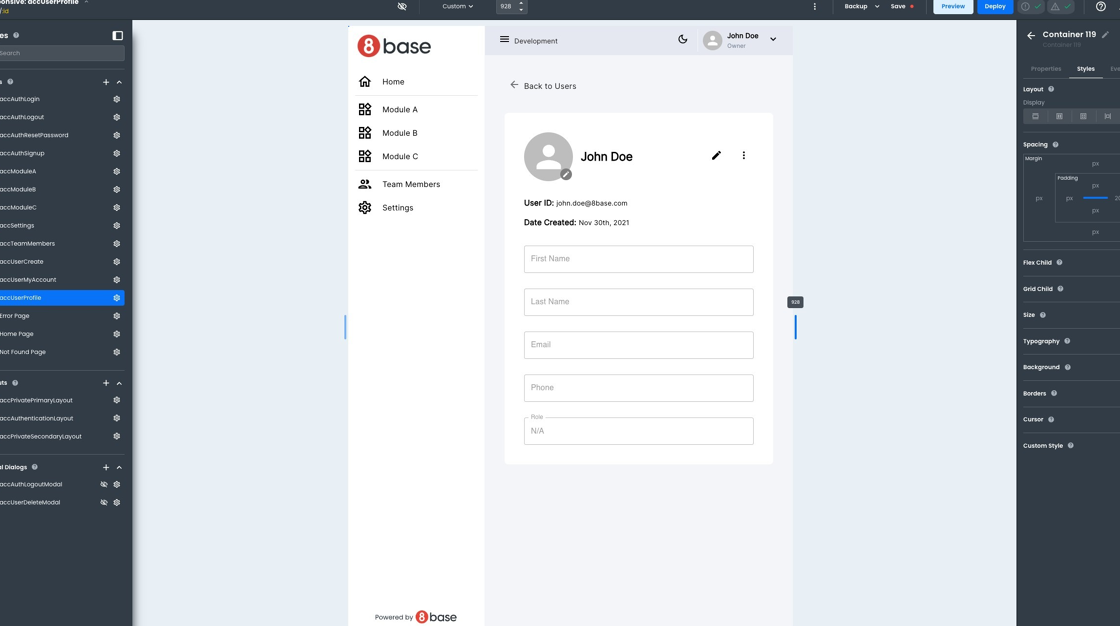 onsive: accUserProfile
/:id
Custom
928
Backup
Save
Preview
Deploy
es
Search
accAuthLogin
accAuthLogout
accAuthResetPassword
accAuthSignup
accModuleA
accModuleB
accModuleC
accSettings
accTeamMembers
accUserCreate
accUserMyAccount
accUserProfile
Error Page
Home Page
Not Found Page
uts
accPrivatePrimaryLayout
accAuthenticationLayout
accPrivateSecondaryLayout
al Dialogs
accAuthLogoutModal
accUserDeleteModal
8base
Home
Module A
Module B
Module C
Team Members
Settings
Powered by 8base
Development
John Doe
Owner
Back to Users
John Doe
User ID: john.doe@8base.com
Date Created: Nov 30th, 2021
First Name
Last Name
Email
Phone
Role
N/A
928
Container 119
Container 119
Properties
Styles
Eve
Layout
Display
Spacing
Margin
px
Padding
px
px
px
20
px
px
Flex Child
Grid Child
Size
Typography
Background
Borders
Cursor
Custom Style